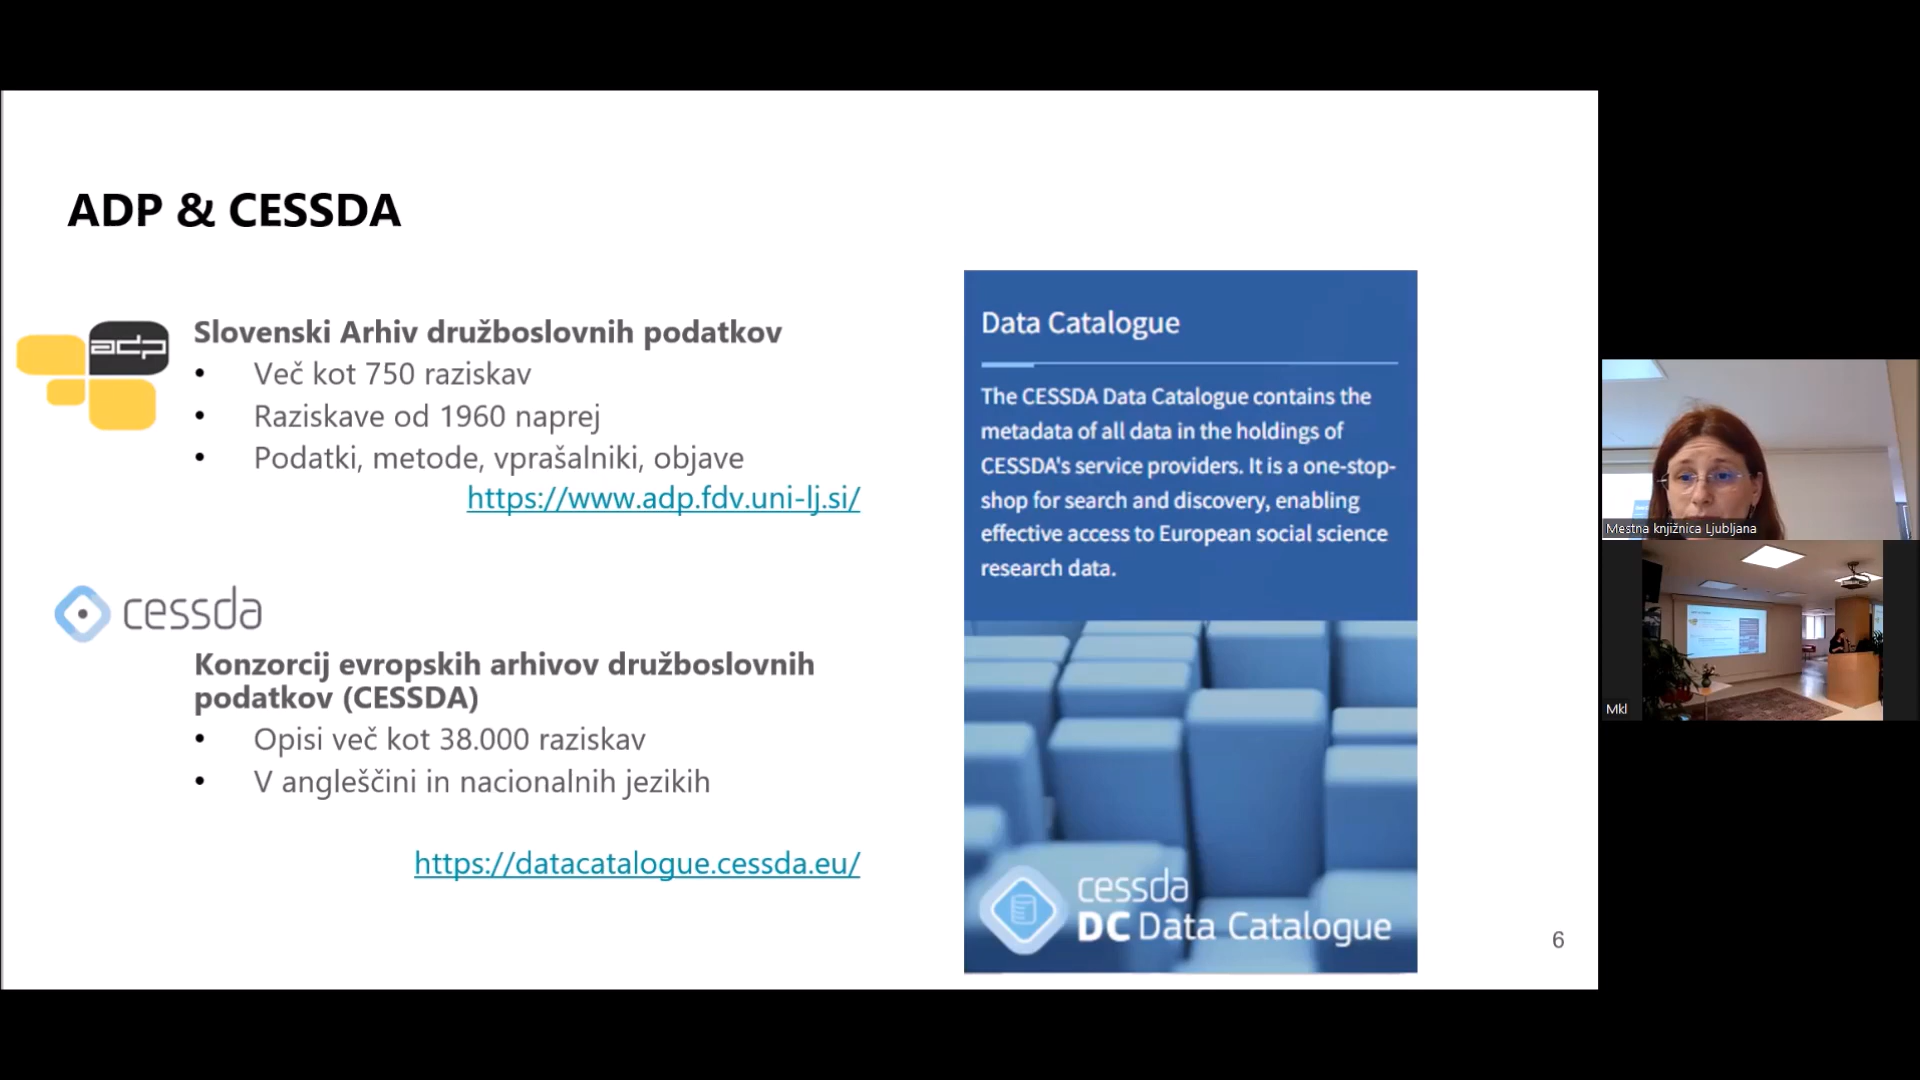 ADP & CESSDA
adp
Slovenski Arhiv družboslovnih podatkov
• Več kot 750 raziskav
• Raziskave od 1960 naprej
• Podatki, metode, vprašalniki, objave
https://www.adp.fdv.uni-lj.si/
cessda
Konzorcij evropskih arhivov družboslovnih
podatkov (CESSDA)
• Opisi več kot 38.000 raziskav
• V angleščini in nacionalnih jezikih
https://datacatalogue.cessda.eu/
Data Catalogue
The CESSDA Data Catalogue contains the
metadata of all data in the holdings of
CESSDA's service providers. It is a one-stop-
shop for search and discovery, enabling
effective access to European social science
research data.
cessda
DC Data Catalogue
6
Mestna knjižnica Ljubljana
Mkl